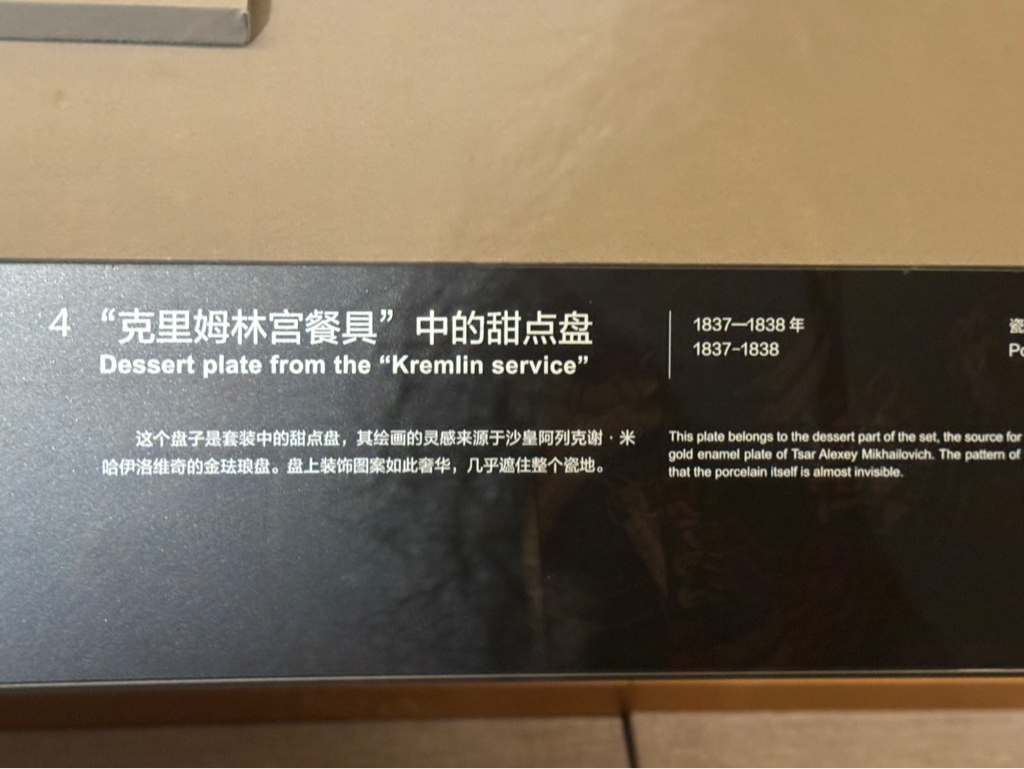 4 “克里姆林宫餐具”中的甜点盘
Dessert plate from the “Kremlin service”
1837—1838 年
1837-1838
瓷
这个盘子是套装中的甜点盘，其绘画的灵感来源于沙皇阿列克谢·米
哈伊洛维奇的金珐琅盘。盘上装饰图案如此奢华，几乎遮住整个瓷地。
This plate belongs to the dessert part of the set, the source for
gold enamel plate of Tsar Alexey Mikhailovich. The pattern of
that the porcelain itself is almost invisible.